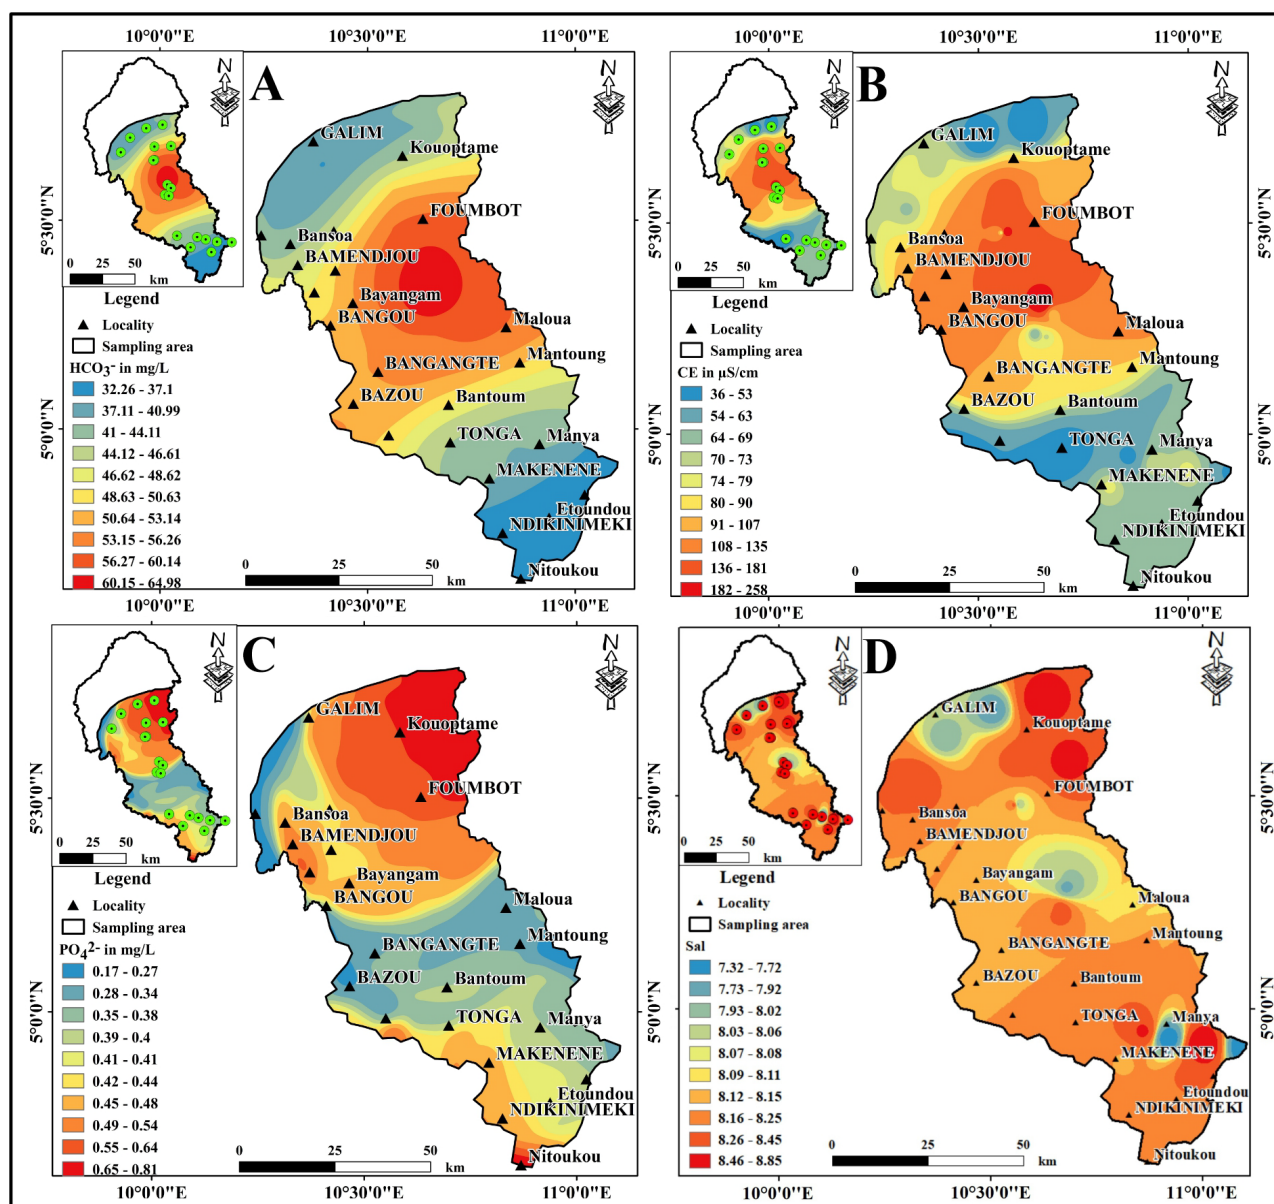 10°0'0"E
10°30'0"E
11°0'0"E
N
A
N
GALIM
Kouoptame
FOUMBOT
Bansoa
BAMENDJOU
Bayangam
BANGOU
Maloua
BANGANGTE
Mantoung
BAZOU
Bantoum
TONGA
Manya
MAKENENE
Etoundou
NDIKINIMEKI
Nitoukou
5°30'0"N
5°0'0"N
0 25 50
km
Legend
Locality
Sampling area
HCO3- in mg/L
32.26 - 37.1
37.11 - 40.99
41 - 44.11
44.12 - 46.61
46.62 - 48.62
48.63 - 50.63
50.64 - 53.14
53.15 - 56.26
56.27 - 60.14
60.15 - 64.98
0 25 50
km
10°0'0"E
10°30'0"E
11°0'0"E
10°0'0"E
10°30'0"E
11°0'0"E
N
B
N
GALIM
Kouoptame
FOUMBOT
Bansoa
BAMENDJOU
Bayangam
BANGOU
Maloua
BANGANGTE
Mantoung
BAZOU
Bantoum
TONGA
Manya
MAKENENE
Etoundou
NDIKINIMEKI
Nitoukou
5°30'0"N
5°0'0"N
0 25 50
km
Legend
Locality
Sampling area
CE in µS/cm
36 - 53
54 - 63
64 - 69
70 - 73
74 - 79
80 - 90
91 - 107
108 - 135
136 - 181
182 - 258
0 25 50
km
10°0'0"E
10°30'0"E
11°0'0"E
N
C
N
GALIM
Kouoptame
FOUMBOT
Bansoa
BAMENDJOU
Bayangam
BANGOU
Maloua
BANGANGTE
Mantoung
BAZOU
Bantoum
TONGA
Manya
MAKENENE
Etoundou
NDIKINIMEKI
Nitoukou
5°30'0"N
5°0'0"N
0 25 50
km
Legend
Locality
Sampling area
PO42- in mg/L
0.17 - 0.27
0.28 - 0.34
0.35 - 0.38
0.39 - 0.4
0.41 - 0.41
0.42 - 0.44
0.45 - 0.48
0.49 - 0.54
0.55 - 0.64
0.65 - 0.81
0 25 50
km
10°0'0"E
10°30'0"E
11°0'0"E
N
D
N
GALIM
Kouoptame
FOUMBOT
Bansoa
BAMENDJOU
Bayangam
BANGOU
Maloua
Mantoung
BANGANGTE
BAZOU
Bantoum
TONGA
Manya
MAKENENE
Etoundou
NDIKINIMEKI
Nitoukou
5°30'0"N
5°0'0"N
0 25 50
km
Legend
Locality
Sampling area
Sal
7.32 - 7.72
7.73 - 7.92
7.93 - 8.02
8.03 - 8.06
8.07 - 8.08
8.09 - 8.11
8.12 - 8.15
8.16 - 8.25
8.26 - 8.45
8.46 - 8.85
0 25 50
km
10°0'0"E
10°30'0"E
11°0'0"E